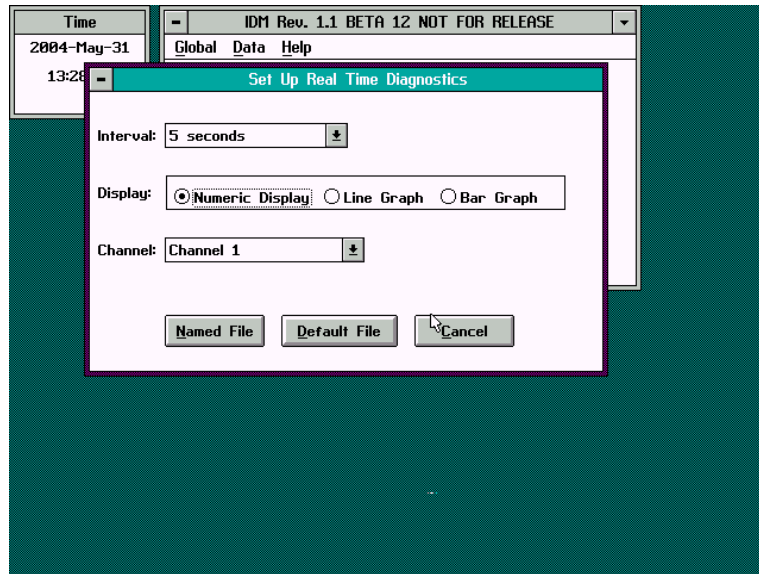 Time
2004-May-31
13:28
IDM Rev. 1.1 BETA 12 NOT FOR RELEASE
Global Data Help
Set Up Real Time Diagnostics
Interval: 5 seconds
Display: Numeric Display Line Graph Bar Graph
Channel: Channel 1
Named File Default File Cancel